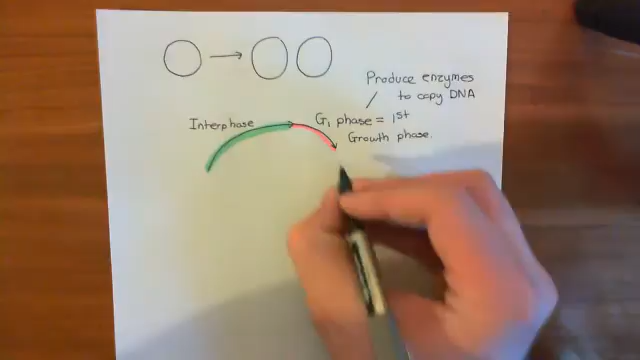 Produce enzymes
to copy DNA
Interphase
G₁ phase = 1st
Growth phase.